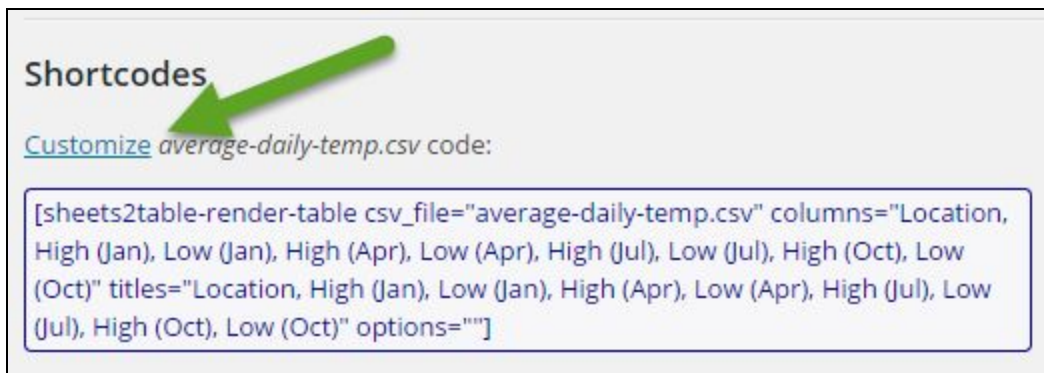 Shortcodes
Customize average-daily-temp.csv code:
[sheets2table-render-table csv_file="average-daily-temp.csv" columns="Location,
High (Jan), Low (Jan), High (Apr), Low (Apr), High (Jul), Low (Jul), High (Oct), Low
(Oct)" titles="Location, High (Jan), Low (Jan), High (Apr), Low (Apr), High (Jul), Low
(Jul), High (Oct), Low (Oct)" options=""]